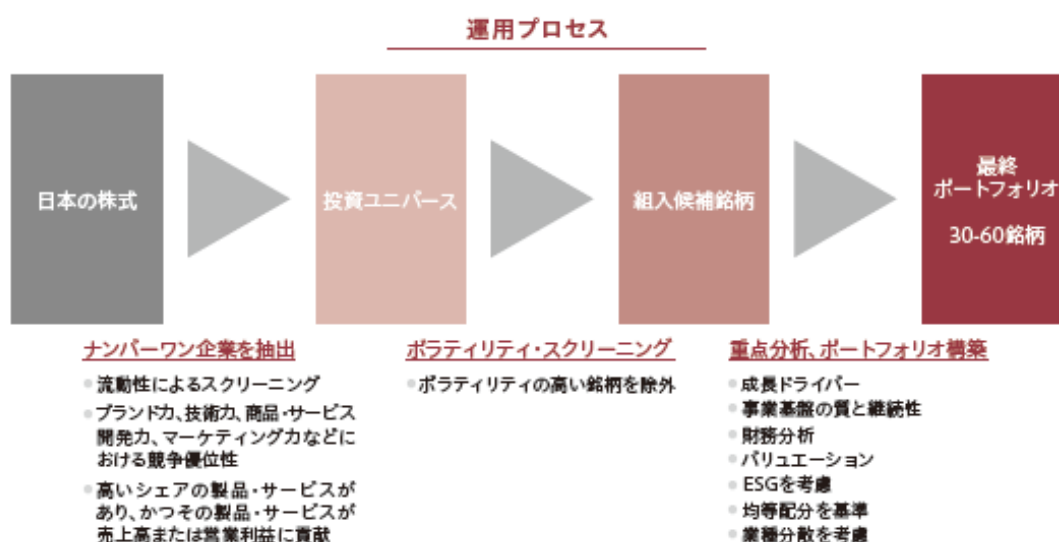 運用プロセス
日本の株式
投資ユニバース
組入候補銘柄
最終
ポートフォリオ
30-60銘柄
ナンバーワン企業を抽出
流動性によるスクリーニング
ブランド力、技術力、商品・サービス
開発力、マーケティング力などに
おける競争優位性
高いシェアの製品・サービスが
あり、かつその製品・サービスが
売上高または営業利益に貢献
ボラティリティ・スクリーニング
ボラティリティの高い銘柄を除外
重点分析、ポートフォリオ構築
成長ドライバー
事業基盤の質と継続性
財務分析
バリュエーション
ESGを考慮
均等配分を基準
業種分散を考慮